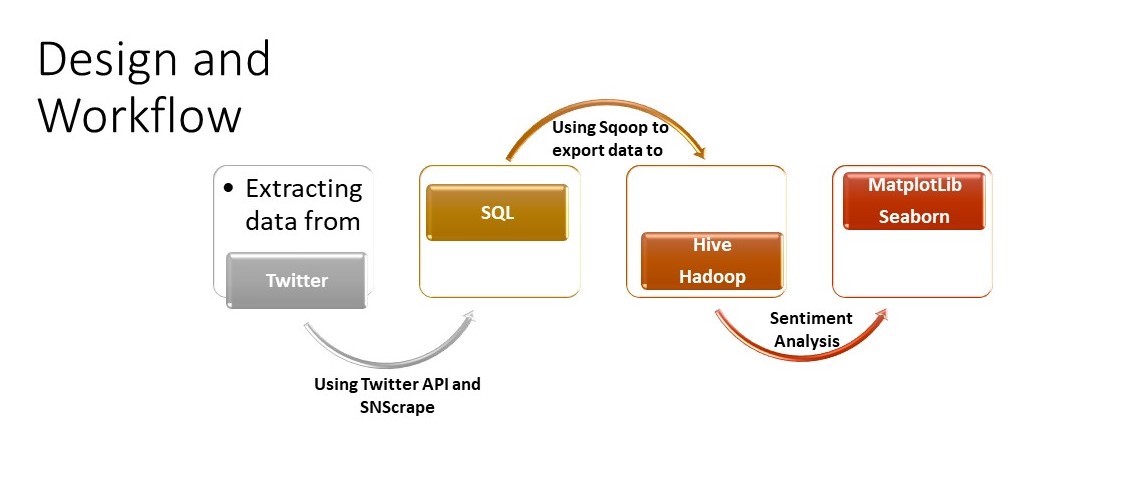 Design and
Workflow
Using Sqoop to
export data to
• Extracting
data from
Twitter
SQL
Hive
Hadoop
MatplotLib
Seaborn
Using Twitter API and
SNScrape
Sentiment
Analysis